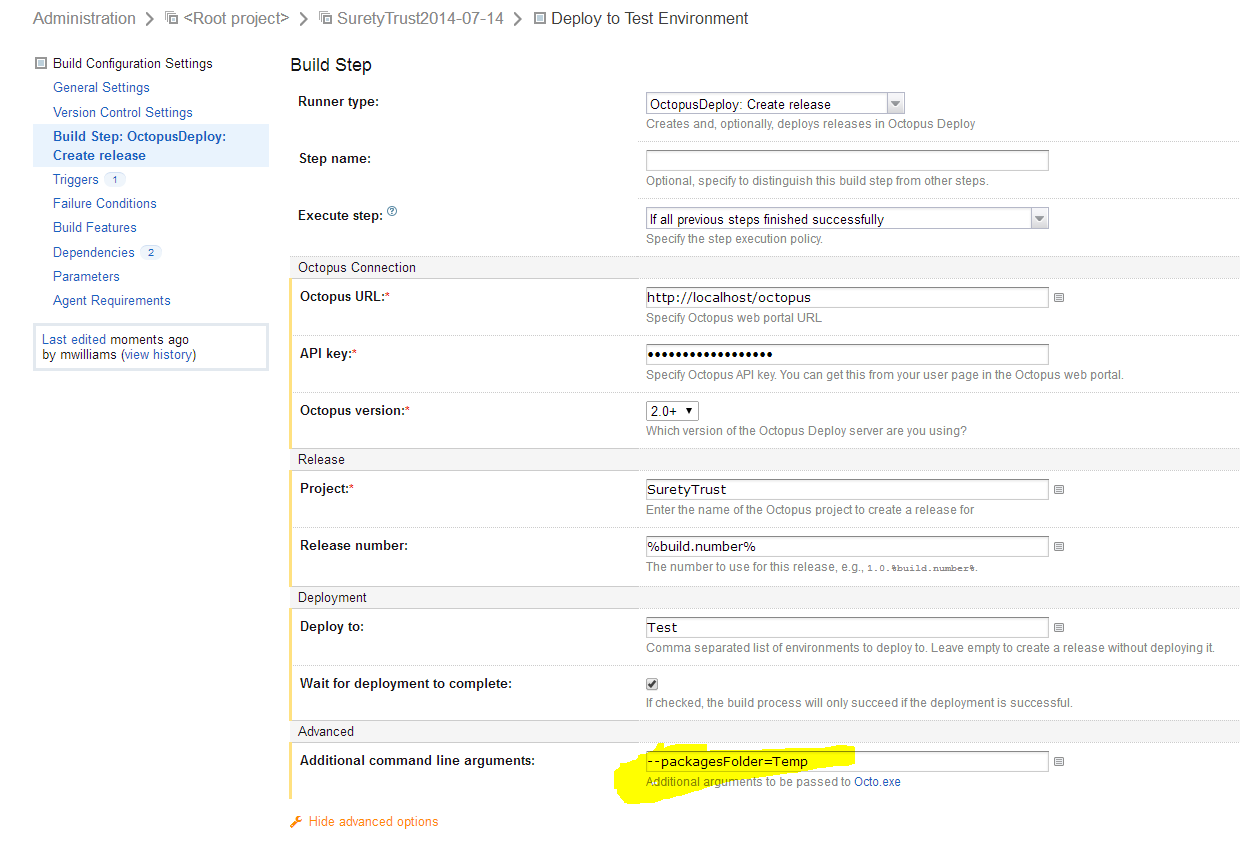 Administration > <Root project> > SuretyTrust2014-07-14 > Deploy to Test Environment
Build Configuration Settings
General Settings
Version Control Settings
Build Step: OctopusDeploy:
Create release
Triggers 1
Failure Conditions
Build Features
Dependencies 2
Parameters
Agent Requirements
Last edited moments ago
by mwilliams (view history)
Build Step
Runner type:
OctopusDeploy: Create release
Creates and, optionally, deploys releases in Octopus Deploy
Step name:
Optional, specify to distinguish this build step from other steps.
Execute step: ?
If all previous steps finished successfully
Specify the step execution policy.
Octopus Connection
Octopus URL:*
http://localhost/octopus
Specify Octopus web portal URL
API key:*
••••••••••••••••••
Specify Octopus API key. You can get this from your user page in the Octopus web portal.
Octopus version:*
2.0+
Which version of the Octopus Deploy server are you using?
Release
Project:*
SuretyTrust
Enter the name of the Octopus project to create a release for
Release number:
%build.number%
The number to use for this release, e.g., 1.0.%build.number%.
Deployment
Deploy to:
Test
Comma separated list of environments to deploy to. Leave empty to create a release without deploying it.
Wait for deployment to complete:
If checked, the build process will only succeed if the deployment is successful.
Advanced
Additional command line arguments:
--packagesFolder=Temp
Additional arguments to be passed to Octo.exe
Hide advanced options